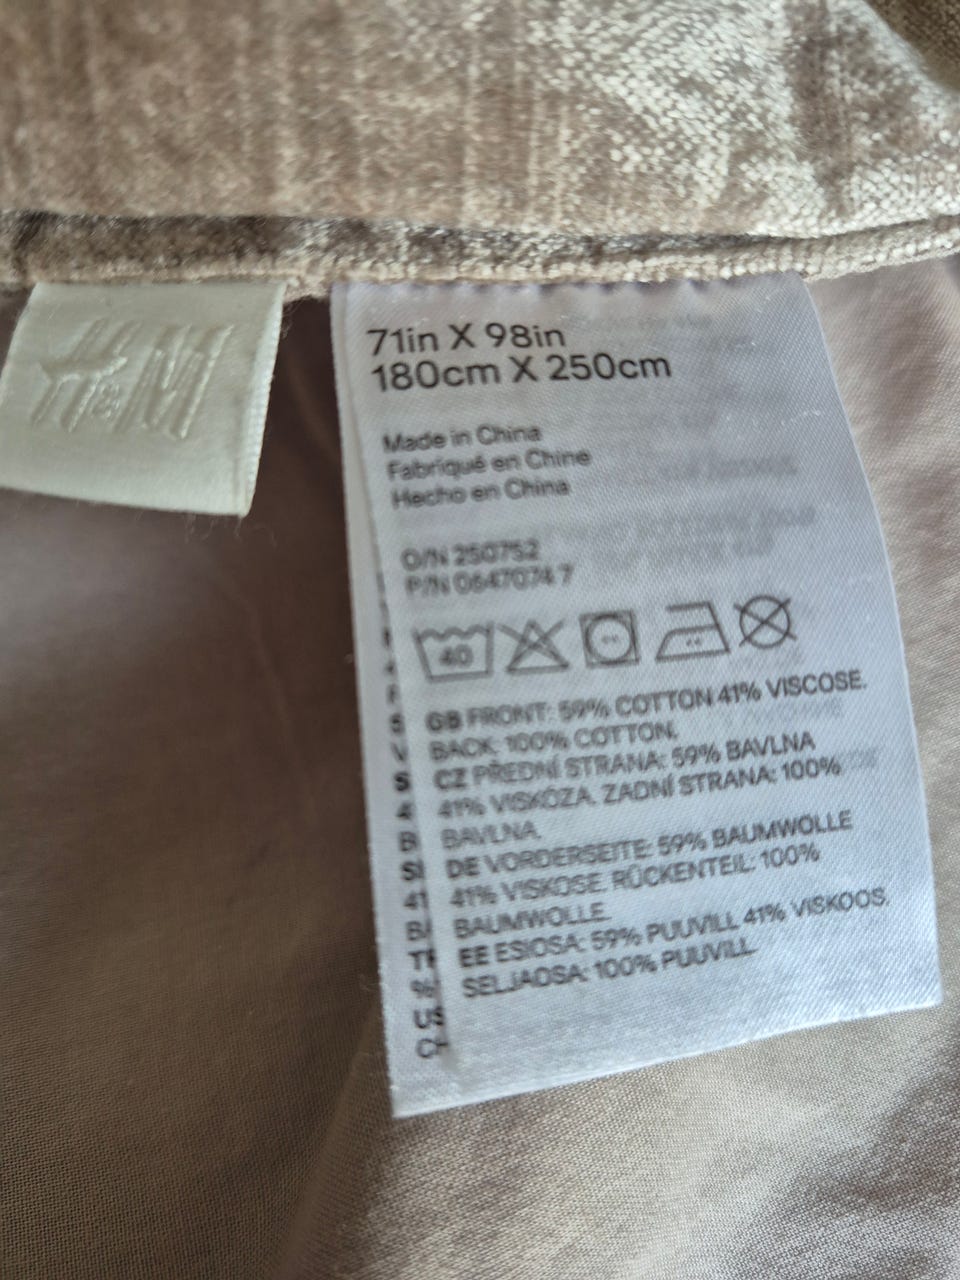 H&M
71in X 98in
180cm X 250cm
Made in China
Fabriqué en Chine
Hecho en China
O/N 250752
P/N 0647074 7
40
GB FRONT: 59% COTTON 41% VISCOSE.
BACK: 100% COTTON.
CZ PŘEDNÍ STRANA: 59% BAVLNA
41% VISKÓZA. ZADNÍ STRANA: 100%
BAVLNA.
DE VORDERSEITE: 59% BAUMWOLLE
41% VISKOSE. RÜCKENTEIL: 100%
BAUMWOLLE.
EE ESIOSA: 59% PUUVILL 41% VISKOOS.
SELJAOSA: 100% PUUVILL.